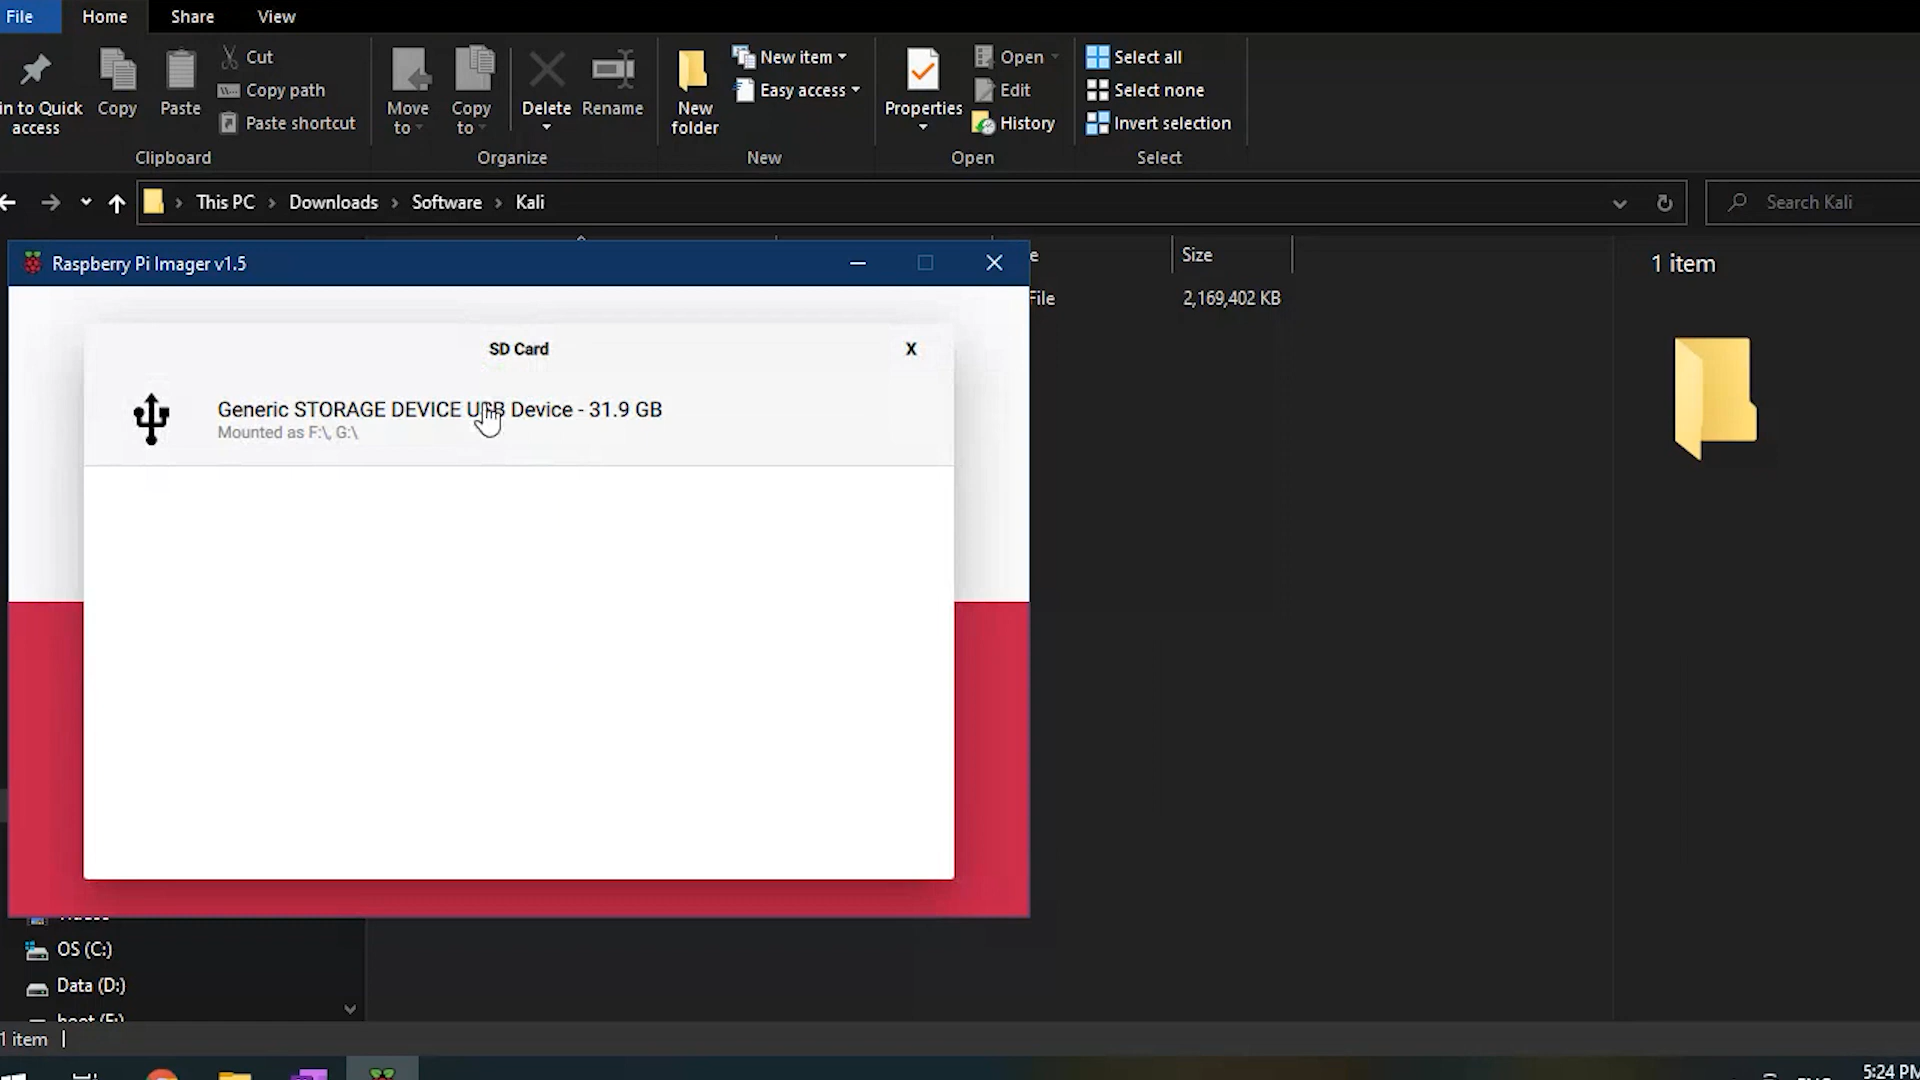 File Home Share View
in to Quick access
Copy
Paste
Cut
Copy path
Paste shortcut
Move to
Copy to
Delete
Rename
New folder
New item
Easy access
Properties
Open
Edit
History
Select all
Select none
Invert selection
Clipboard Organize New Open Select
This PC > Downloads > Software > Kali
Search Kali
Raspberry Pi Imager v1.5
e Size
1 item
File 2,169,402 KB
SD Card X
Generic STORAGE DEVICE USB Device - 31.9 GB
Mounted as F:\, G:\
OS (C:)
Data (D:)
1 item
5:24 PM